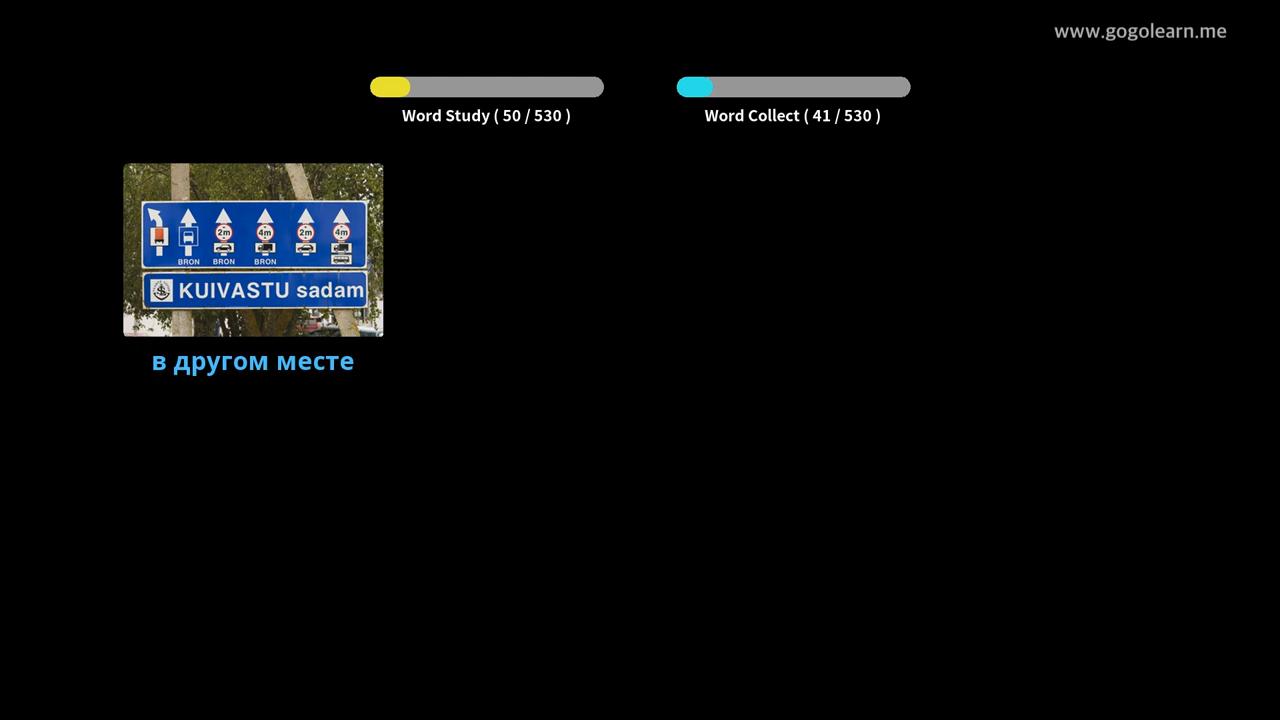 www.gogolearn.me
Word Study ( 50 / 530 )
Word Collect ( 41 / 530 )
2m 4m 2m 4m
BRON BRON BRON
KUIVASTU sadam
в другом месте